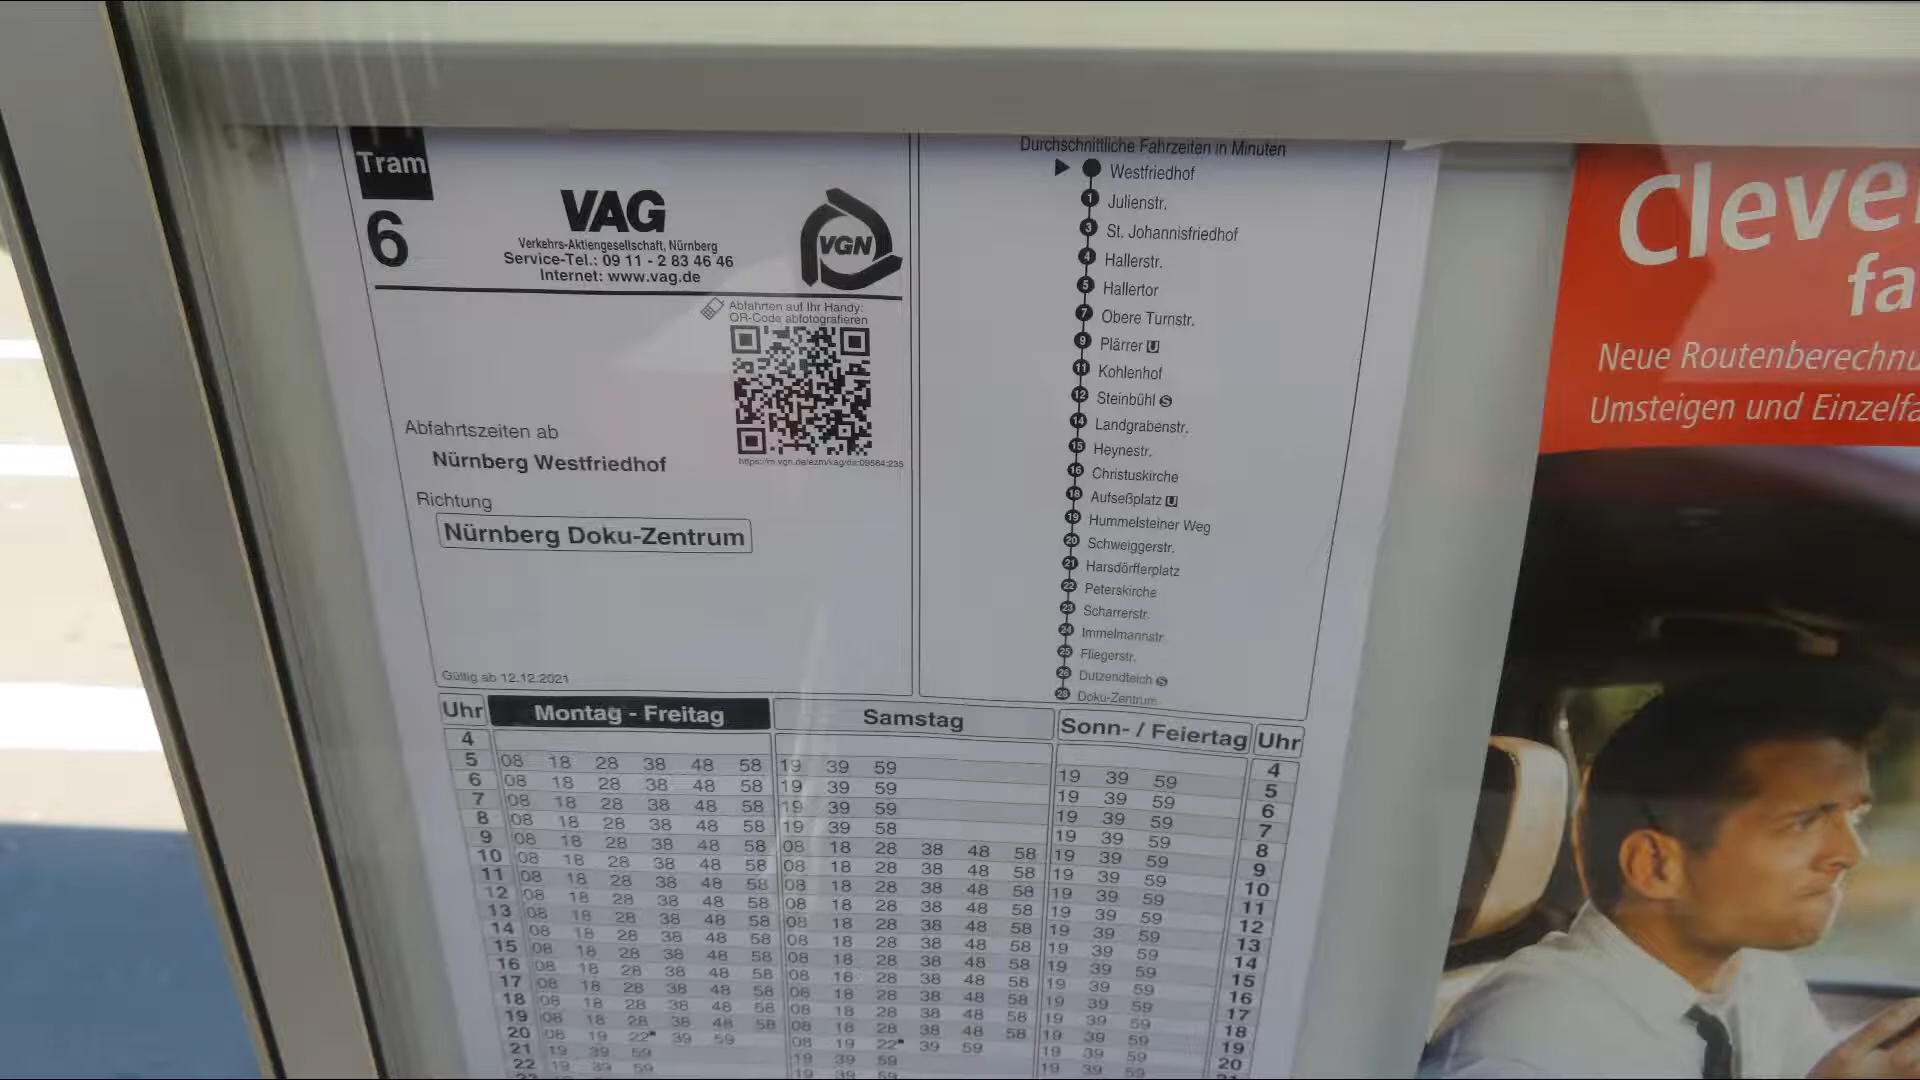 Tram
6
VAG
Verkehrs-Aktiengesellschaft, Nürnberg
Service-Tel.: 09 11 - 2 83 46 46
Internet: www.vag.de
VGN
Abfahrten auf Ihr Handy:
QR-Code abfotografieren
https://m.vgn.de/ezm/vag/da:09564:235
Abfahrtszeiten ab
Nürnberg Westfriedhof
Richtung
Nürnberg Doku-Zentrum
Gültig ab 12.12.2021
Durchschnittliche Fahrzeiten in Minuten
Westfriedhof
1 Julienstr.
3 St. Johannisfriedhof
4 Hallerstr.
5 Hallertor
7 Obere Turnstr.
9 Plärrer U
11 Kohlenhof
12 Steinbühl S
14 Landgrabenstr.
15 Heynestr.
16 Christuskirche
18 Aufseßplatz U
19 Hummelsteiner Weg
20 Schweiggerstr.
21 Harsdörfferplatz
22 Peterskirche
23 Scharrerstr.
24 Immelmannstr.
25 Fliegerstr.
26 Dutzendteich S
28 Doku-Zentrum
Uhr Montag - Freitag Samstag Sonn- / Feiertag Uhr
4 4
5 08 18 28 38 48 58 19 39 59 19 39 59 5
6 08 18 28 38 48 58 19 39 59 19 39 59 6
7 08 18 28 38 48 58 19 39 59 19 39 59 7
8 08 18 28 38 48 58 19 39 58 19 39 59 8
9 08 18 28 38 48 58 08 18 28 38 48 58 19 39 59 9
10 08 18 28 38 48 58 08 18 28 38 48 58 19 39 59 10
11 08 18 28 38 48 58 08 18 28 38 48 58 19 39 59 11
12 08 18 28 38 48 58 08 18 28 38 48 58 19 39 59 12
13 08 18 28 38 48 58 08 18 28 38 48 58 19 39 59 13
14 08 18 28 38 48 58 08 18 28 38 48 58 19 39 59 14
15 08 18 28 38 48 58 08 18 28 38 48 58 19 39 59 15
16 08 18 28 38 48 58 08 18 28 38 48 58 19 39 59 16
17 08 18 28 38 48 58 08 18 28 38 48 58 19 39 59 17
18 08 18 28 38 48 58 08 18 28 38 48 58 19 39 59 18
19 08 18 28 38 48 58 08 18 28 38 48 58 19 39 59 19
20 08 19 22 39 59 08 19 22 39 59 19 39 59 20
21 19 39 59 19 39 59 19 39 59
22 19 39 59 19 39 59 19 39 59
Cleve
fa
Neue Routenberechnu
Umsteigen und Einzelfa